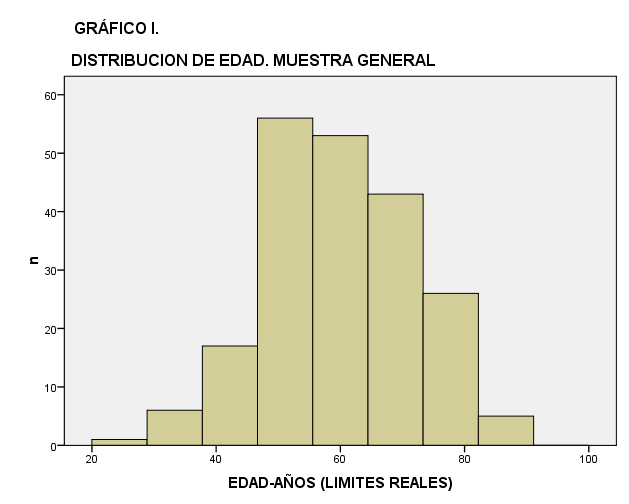 GRÁFICO I.
DISTRIBUCION DE EDAD. MUESTRA GENERAL
60
50
40
30
20
10
0
n
20 40 60 80 100
EDAD-AÑOS (LIMITES REALES)